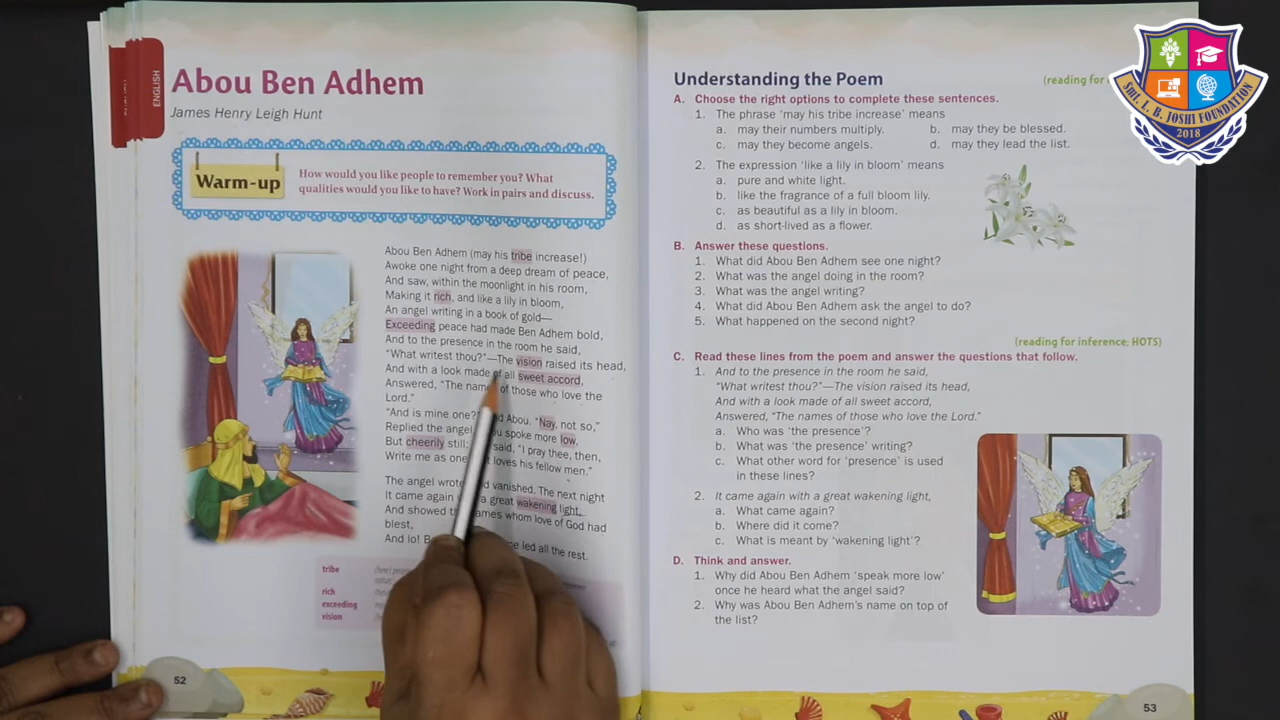 ENGLISH
Abou Ben Adhem
James Henry Leigh Hunt
Warm-up
How would you like people to remember you? What
qualities would you like to have? Work in pairs and discuss.
Abou Ben Adhem (may his tribe increase!)
Awoke one night from a deep dream of peace,
And saw, within the moonlight in his room,
Making it rich, and like a lily in bloom,
An angel writing in a book of gold—
Exceeding peace had made Ben Adhem bold,
And to the presence in the room he said,
"What writest thou?"—The vision raised its head,
And with a look made of all sweet accord,
Answered, "The names of those who love the
Lord."
"And is mine one?" Abou. "Nay, not so,"
Replied the angel. spoke more low,
But cheerily still; said, "I pray thee, then,
Write me as one loves his fellow men."
The angel wrote vanished. The next night
It came again a great wakening light,
And showed names whom love of God had
blest,
And lo! led all the rest.
tribe
rich
exceeding
vision
52
Understanding the Poem
(reading for
A. Choose the right options to complete these sentences.
1. The phrase 'may his tribe increase' means
a. may their numbers multiply. b. may they be blessed.
c. may they become angels. d. may they lead the list.
2. The expression 'like a lily in bloom' means
a. pure and white light.
b. like the fragrance of a full bloom lily.
c. as beautiful as a lily in bloom.
d. as short-lived as a flower.
B. Answer these questions.
1. What did Abou Ben Adhem see one night?
2. What was the angel doing in the room?
3. What was the angel writing?
4. What did Abou Ben Adhem ask the angel to do?
5. What happened on the second night?
(reading for inference; HOTS)
C. Read these lines from the poem and answer the questions that follow.
1. And to the presence in the room he said,
"What writest thou?"—The vision raised its head,
And with a look made of all sweet accord,
Answered, "The names of those who love the Lord."
a. Who was 'the presence'?
b. What was 'the presence' writing?
c. What other word for 'presence' is used
in these lines?
2. It came again with a great wakening light,
a. What came again?
b. Where did it come?
c. What is meant by 'wakening light'?
D. Think and answer.
1. Why did Abou Ben Adhem 'speak more low'
once he heard what the angel said?
2. Why was Abou Ben Adhem's name on top of
the list?
53
Smt. L. B. JOSHI FOUNDATION
2018